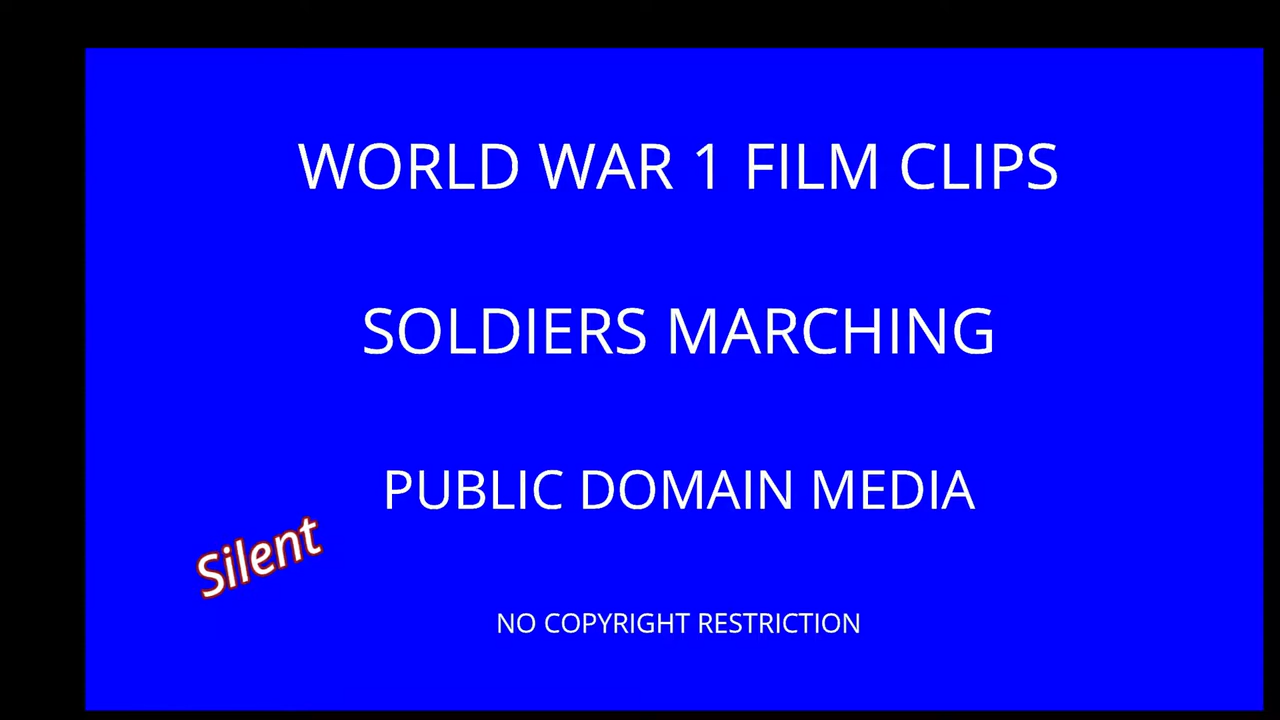 WORLD WAR 1 FILM CLIPS
SOLDIERS MARCHING
PUBLIC DOMAIN MEDIA
Silent
NO COPYRIGHT RESTRICTION